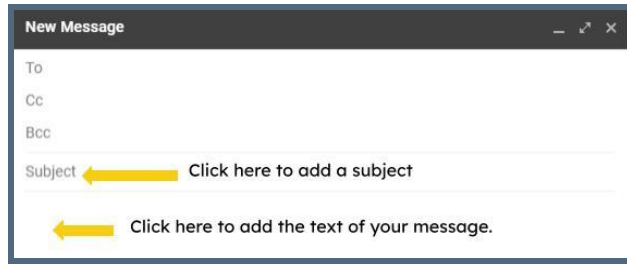 New Message
To
Cc
Bcc
Subject Click here to add a subject
Click here to add the text of your message.